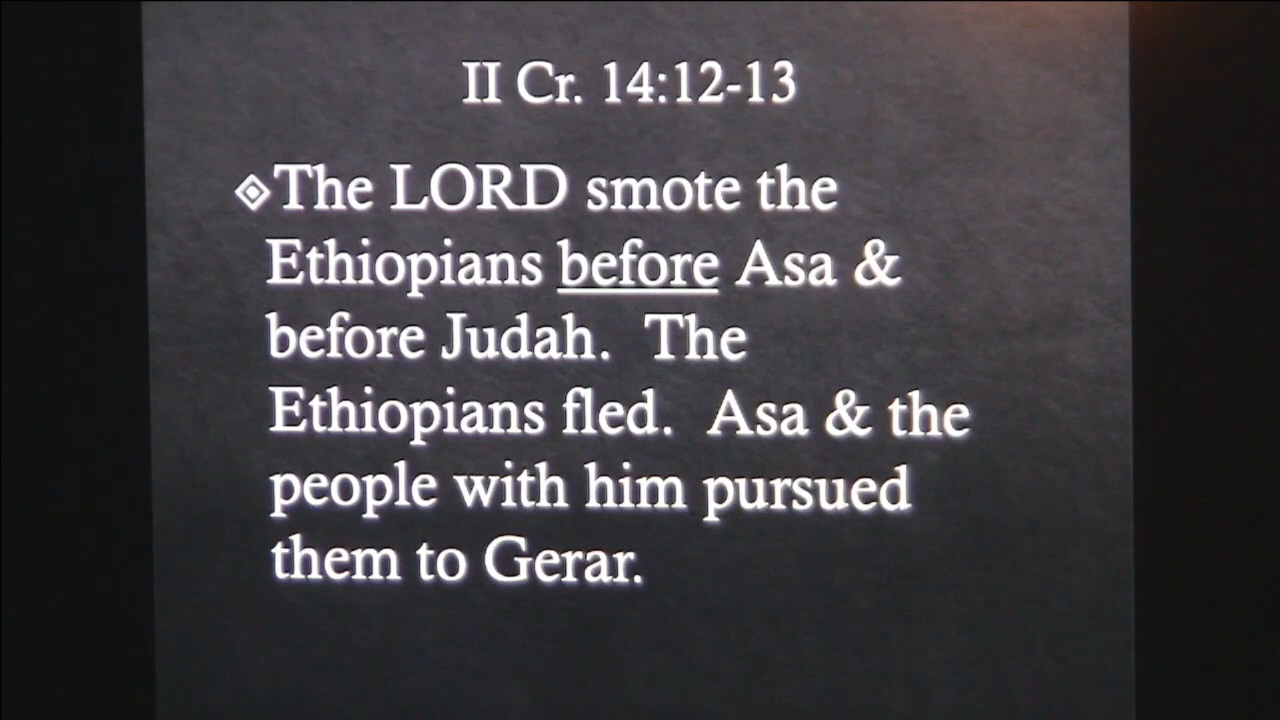 II Cr. 14:12-13
The LORD smote the
Ethiopians before Asa &
before Judah. The
Ethiopians fled. Asa & the
people with him pursued
them to Gerar.